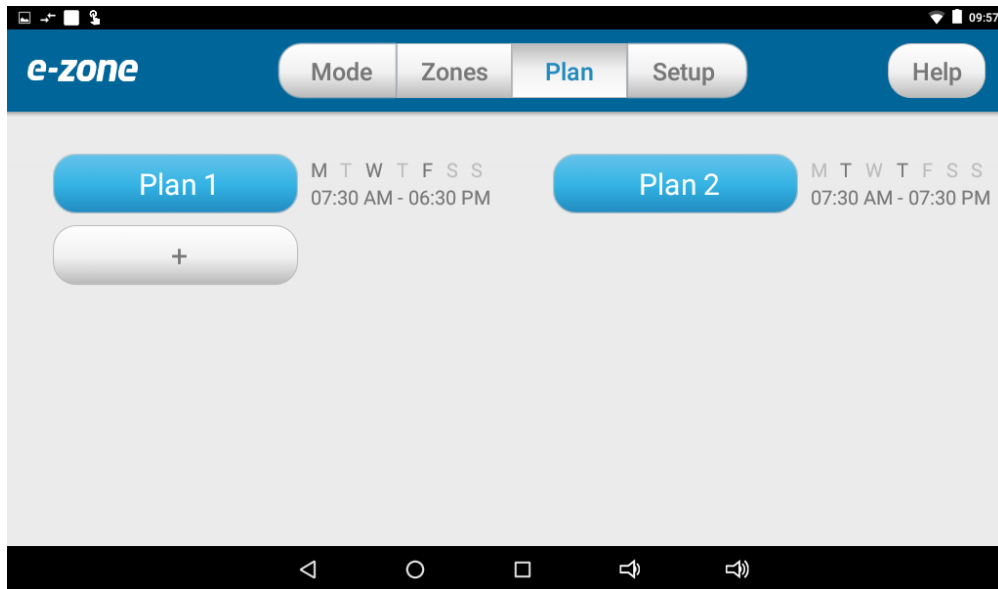 09:57
e-zone
Mode Zones Plan Setup
Help
Plan 1
M T W T F S S
07:30 AM - 06:30 PM
Plan 2
M T W T F S S
07:30 AM - 07:30 PM
+